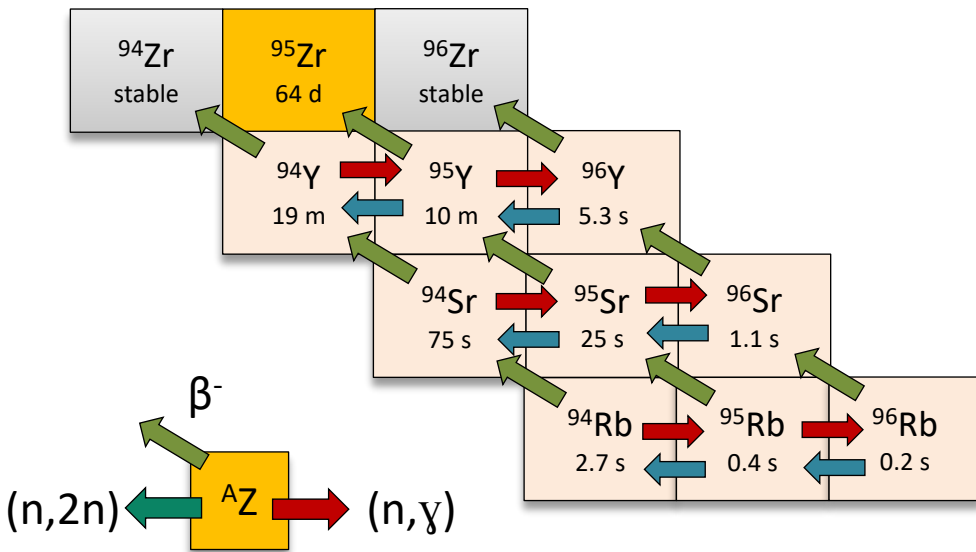 ⁹⁴Zr
stable
⁹⁵Zr
64 d
⁹⁶Zr
stable
⁹⁴Y
19 m
⁹⁵Y
10 m
⁹⁶Y
5.3 s
⁹⁴Sr
75 s
⁹⁵Sr
25 s
⁹⁶Sr
1.1 s
⁹⁴Rb
2.7 s
⁹⁵Rb
0.4 s
⁹⁶Rb
0.2 s
β⁻
(n,2n)
ᴬZ
(n,γ)